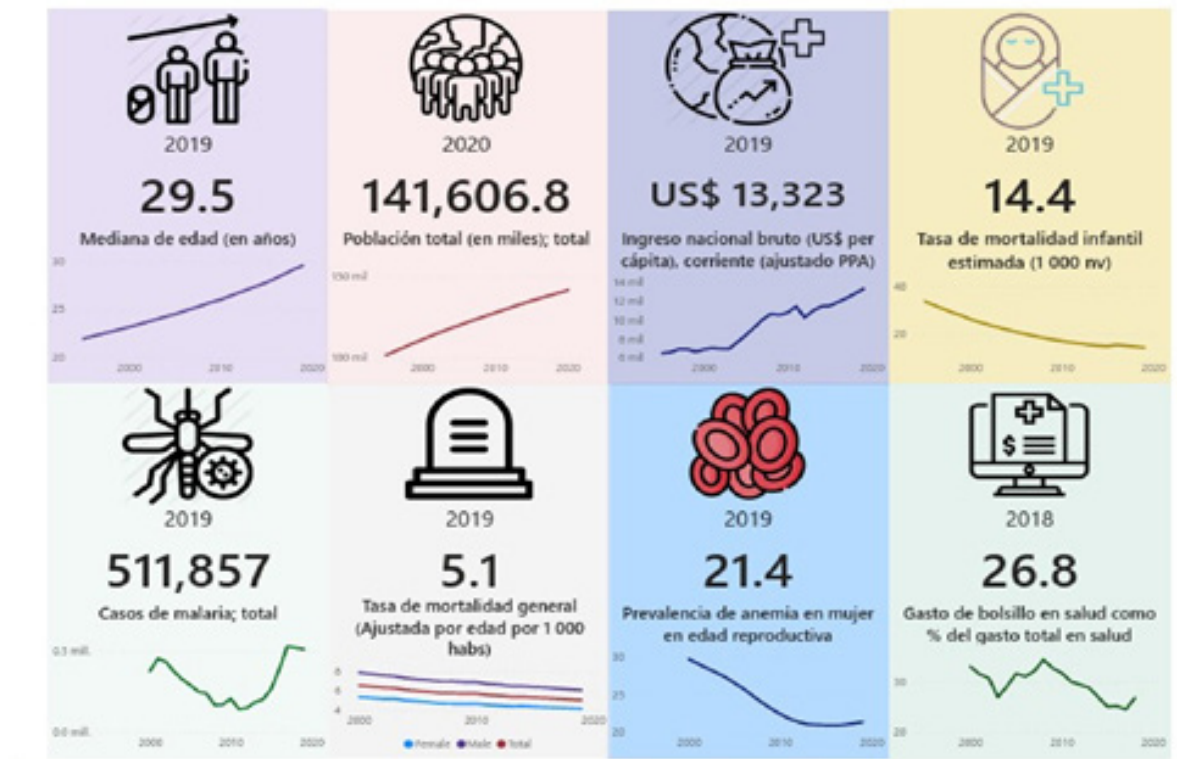 2019
29.5
Mediana de edad (en años)
30
25
20
2000
2010
2020
2020
141,606.8
Población total (en miles); total
150 mil
100 mil
2000
2010
2020
2019
US$ 13,323
Ingreso nacional bruto (US$ per
cápita), corriente (ajustado PPA)
14 mil
12 mil
10 mil
8 mil
6 mil
2000
2010
2020
2019
14.4
Tasa de mortalidad infantil
estimada (1 000 nv)
40
20
2000
2010
2020
2019
511,857
Casos de malaria; total
0.5 mill.
0.0 mill.
2000
2010
2020
2019
5.1
Tasa de mortalidad general
(Ajustada por edad por 1 000
habs)
8
6
4
2000
2010
2020
Female Male Total
2019
21.4
Prevalencia de anemia en mujer
en edad reproductiva
30
25
20
2000
2010
2020
$
2018
26.8
Gasto de bolsillo en salud como
% del gasto total en salud
30
20
2000
2010
2020